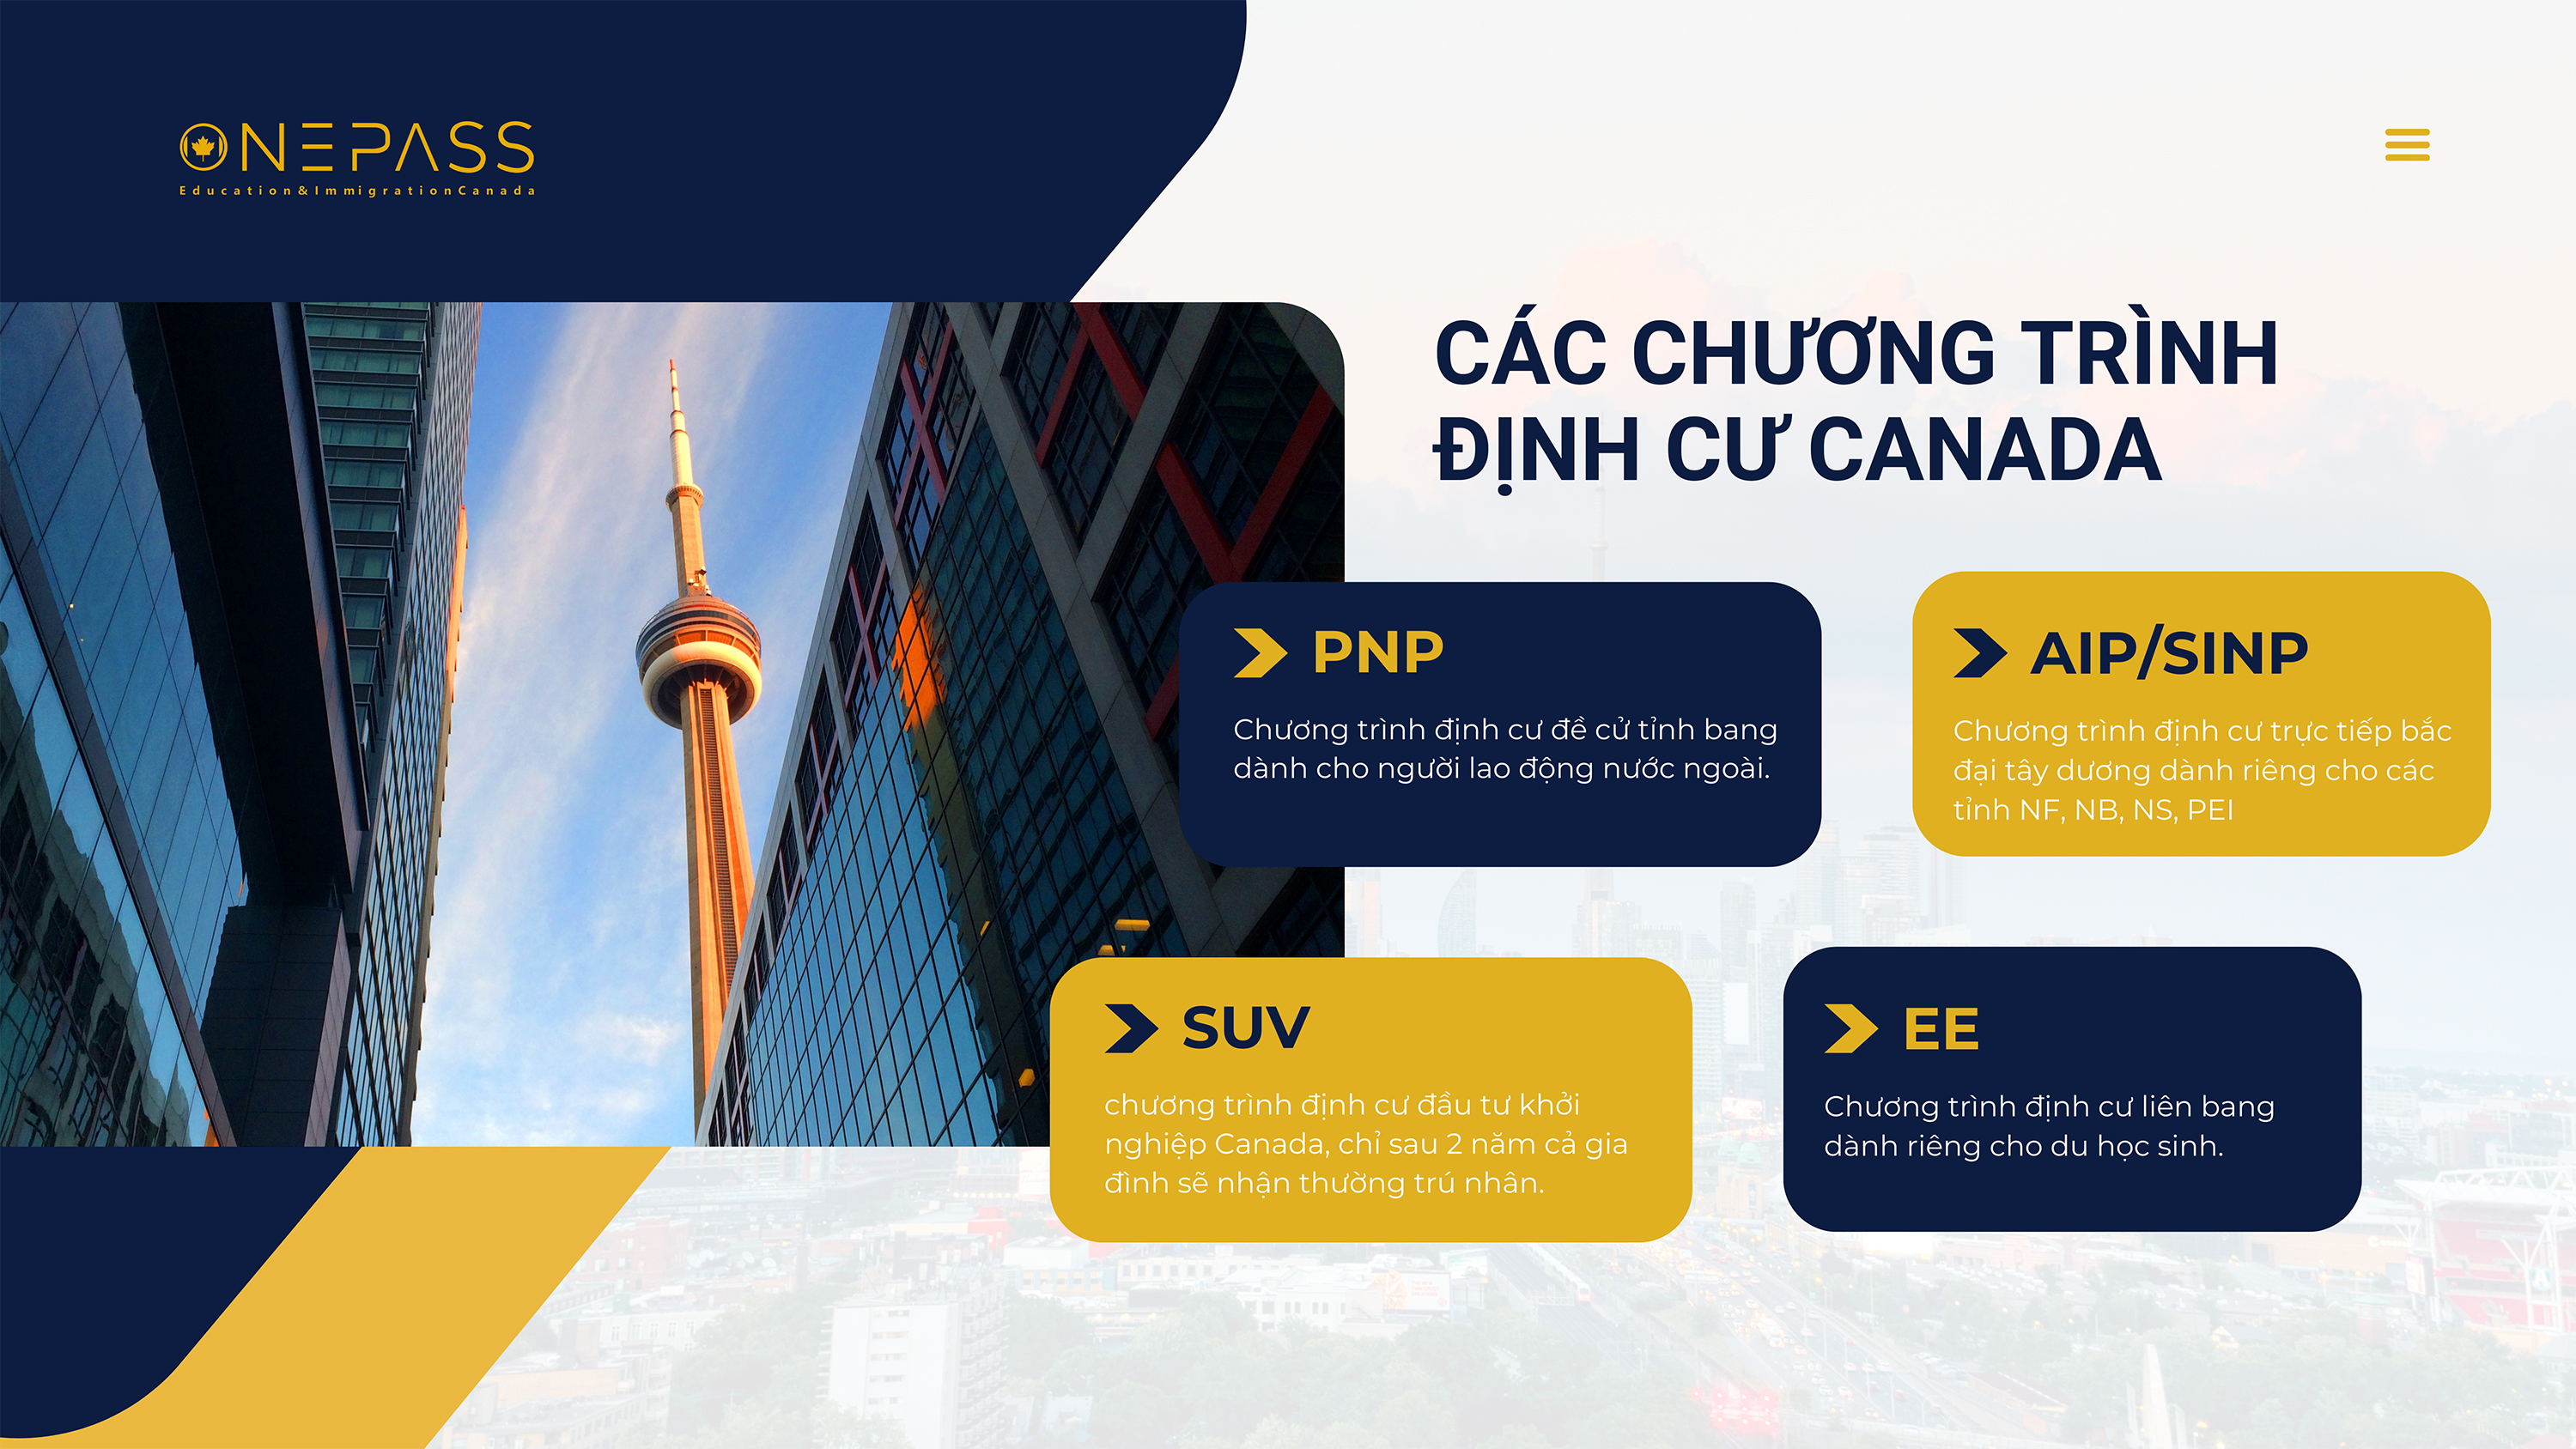 ONEPASS
Education&ImmigrationCanada
CÁC CHƯƠNG TRÌNH
ĐỊNH CƯ CANADA
PNP
Chương trình định cư đề cử tỉnh bang
dành cho người lao động nước ngoài.
AIP/SINP
Chương trình định cư trực tiếp bắc
đại tây dương dành riêng cho các
tỉnh NF, NB, NS, PEI
SUV
chương trình định cư đầu tư khởi
nghiệp Canada, chỉ sau 2 năm cả gia
đình sẽ nhận thường trú nhân.
EE
Chương trình định cư liên bang
dành riêng cho du học sinh.